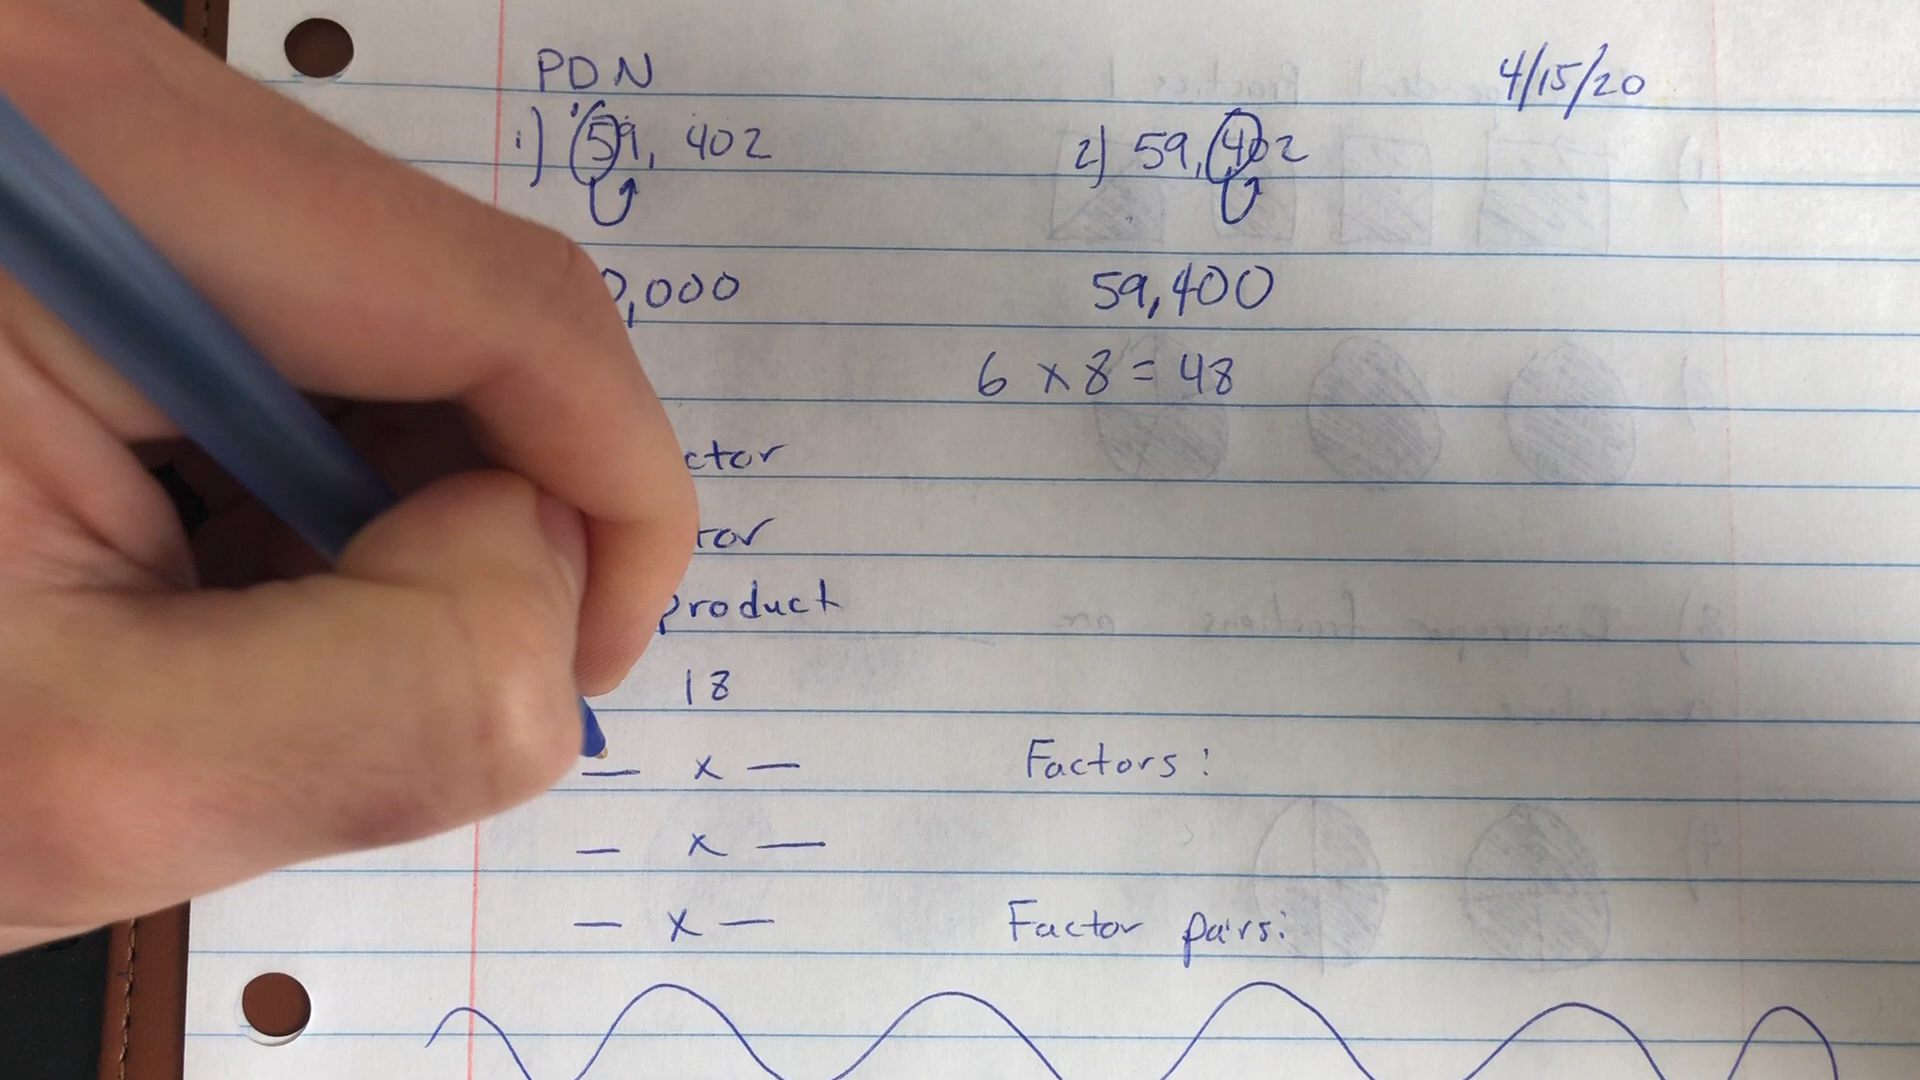 PDN 4/15/20
1) 59,402 2) 59,402
,000 59,400
6 x 8 = 48
ctor
tor
product
18
_ x _ Factors:
_ x _
_ x _ Factor pairs: